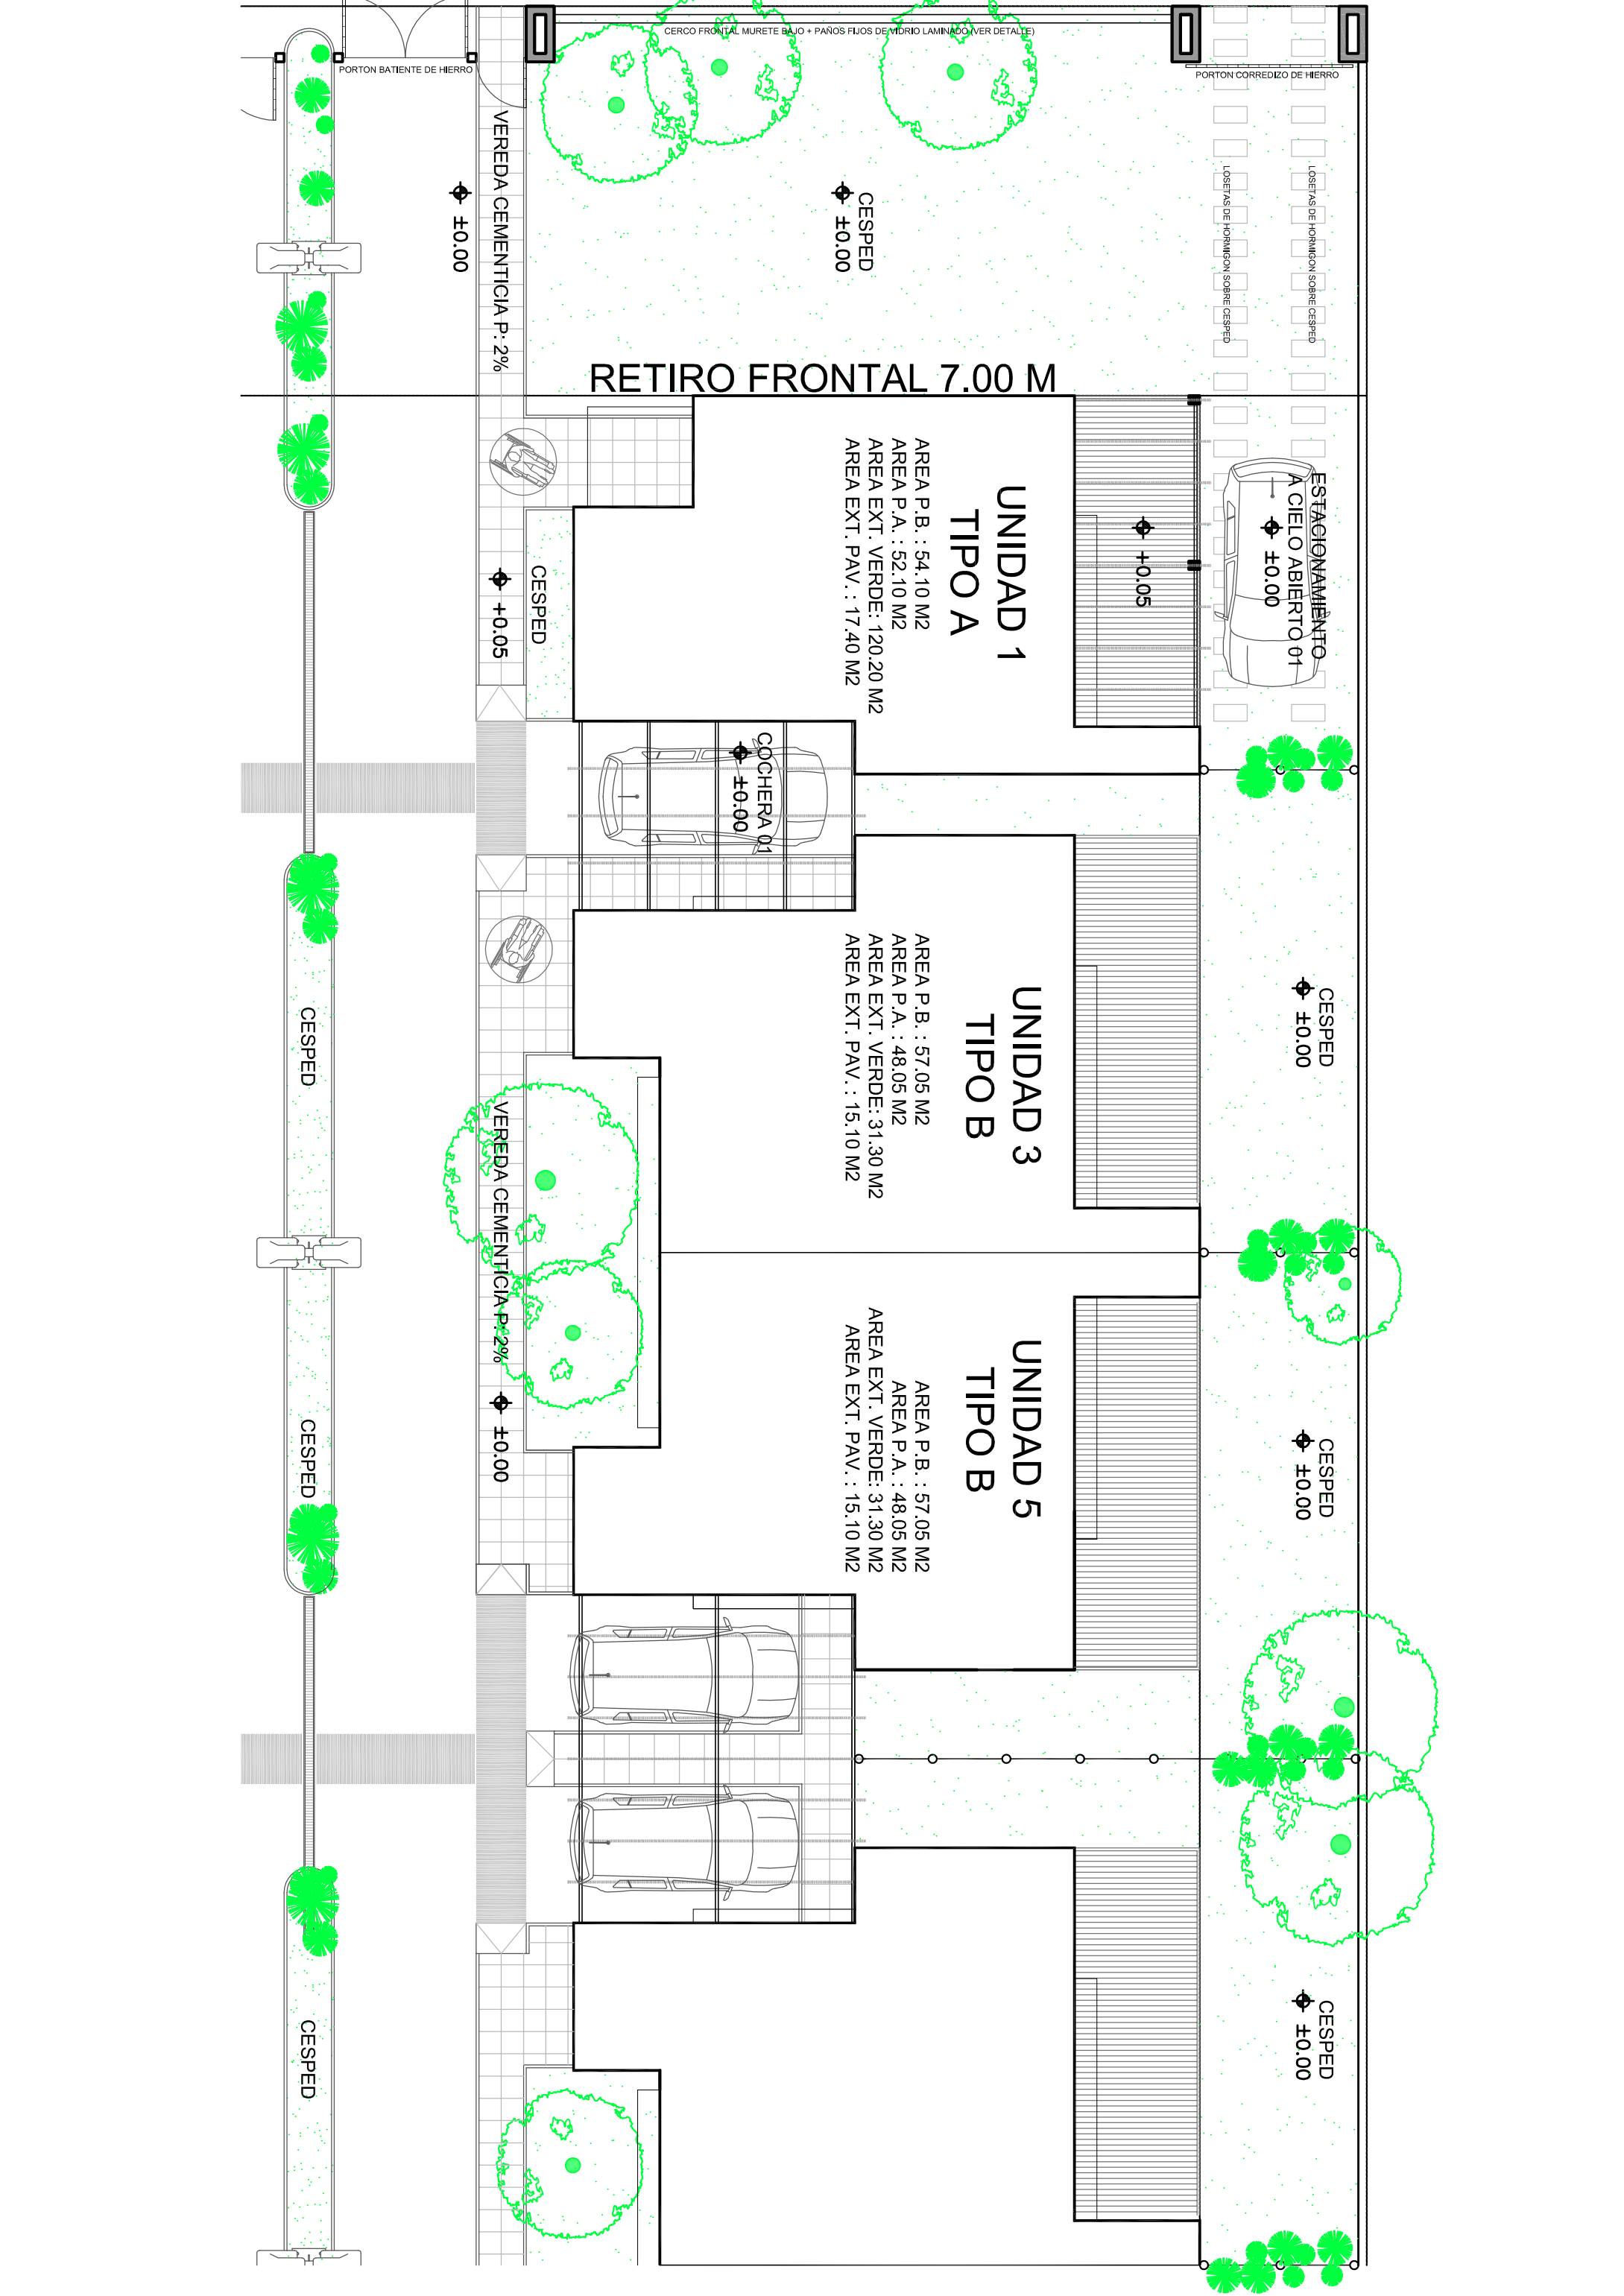 CERCO FRONTAL MURETE BAJO + PAÑOS FIJOS DE VIDRIO LAMINADO (VER DETALLE)
PORTON BATIENTE DE HIERRO
PORTON CORREDIZO DE HIERRO
VEREDA CEMENTICIA P: 2%
±0.00
CESPED
±0.00
LOSETAS DE HORMIGON SOBRE CESPED
LOSETAS DE HORMIGON SOBRE CESPED
RETIRO FRONTAL 7.00 M
UNIDAD 1
TIPO A
AREA P.B. : 54.10 M2
AREA P.A. : 52.10 M2
AREA EXT. VERDE: 120.20 M2
AREA EXT. PAV. : 17.40 M2
+0.05
ESTACIONAMIENTO
A CIELO ABIERTO 01
±0.00
CESPED
+0.05
COCHERA 01
±0.00
UNIDAD 3
TIPO B
AREA P.B. : 57.05 M2
AREA P.A. : 48.05 M2
AREA EXT. VERDE: 31.30 M2
AREA EXT. PAV. : 15.10 M2
CESPED
±0.00
CESPED
VEREDA CEMENTICIA P: 2%
±0.00
UNIDAD 5
TIPO B
AREA P.B. : 57.05 M2
AREA P.A. : 48.05 M2
AREA EXT. VERDE: 31.30 M2
AREA EXT. PAV. : 15.10 M2
CESPED
±0.00
CESPED
CESPED
±0.00
CESPED